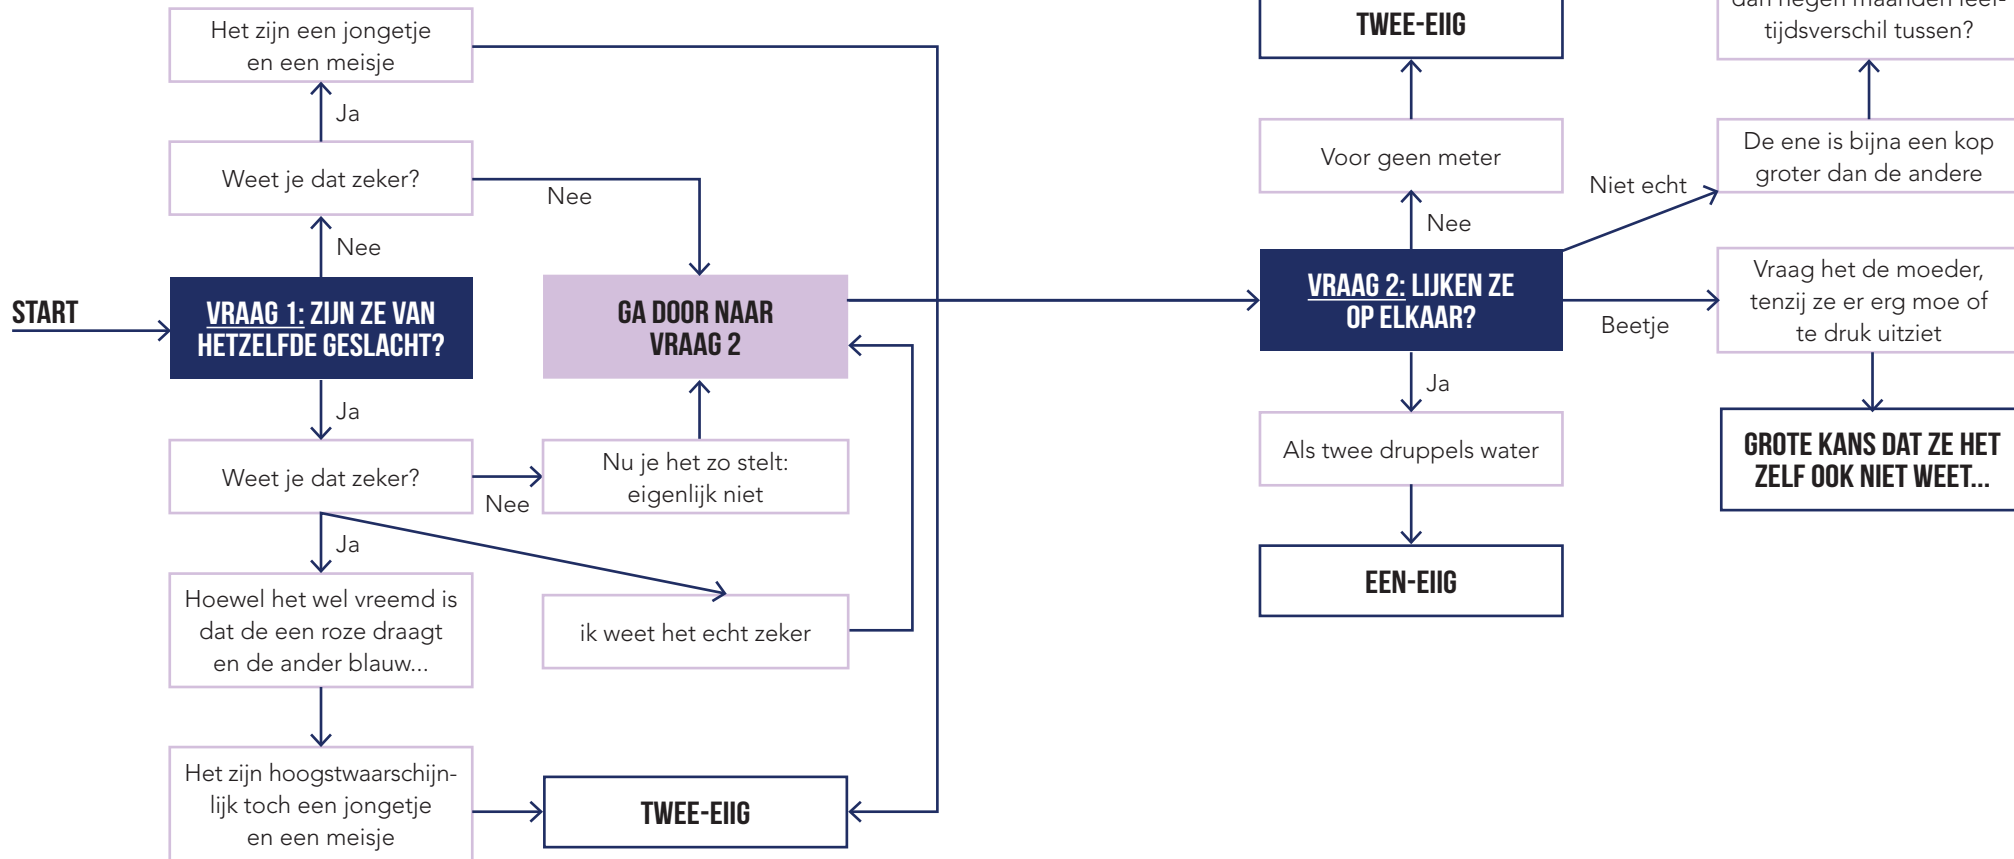 Het zijn een jongetje
en een meisje
Ja
Weet je dat zeker?
Nee
Nee
START
VRAAG 1: ZIJN ZE VAN
HETZELFDE GESLACHT?
GA DOOR NAAR
VRAAG 2
Ja
Weet je dat zeker?
Nee
Nu je het zo stelt:
eigenlijk niet
Ja
Hoewel het wel vreemd is
dat de een roze draagt
en de ander blauw...
ik weet het echt zeker
Het zijn hoogstwaarschijn-
lijk toch een jongetje
en een meisje
TWEE-EIIG
TWEE-EIIG
Voor geen meter
Nee
VRAAG 2: LIJKEN ZE
OP ELKAAR?
Ja
Als twee druppels water
EEN-EIIG
dan negen maanden leef-
tijdsverschil tussen?
De ene is bijna een kop
groter dan de andere
Niet echt
Vraag het de moeder,
tenzij ze er erg moe of
te druk uitziet
Beetje
GROTE KANS DAT ZE HET
ZELF OOK NIET WEET...